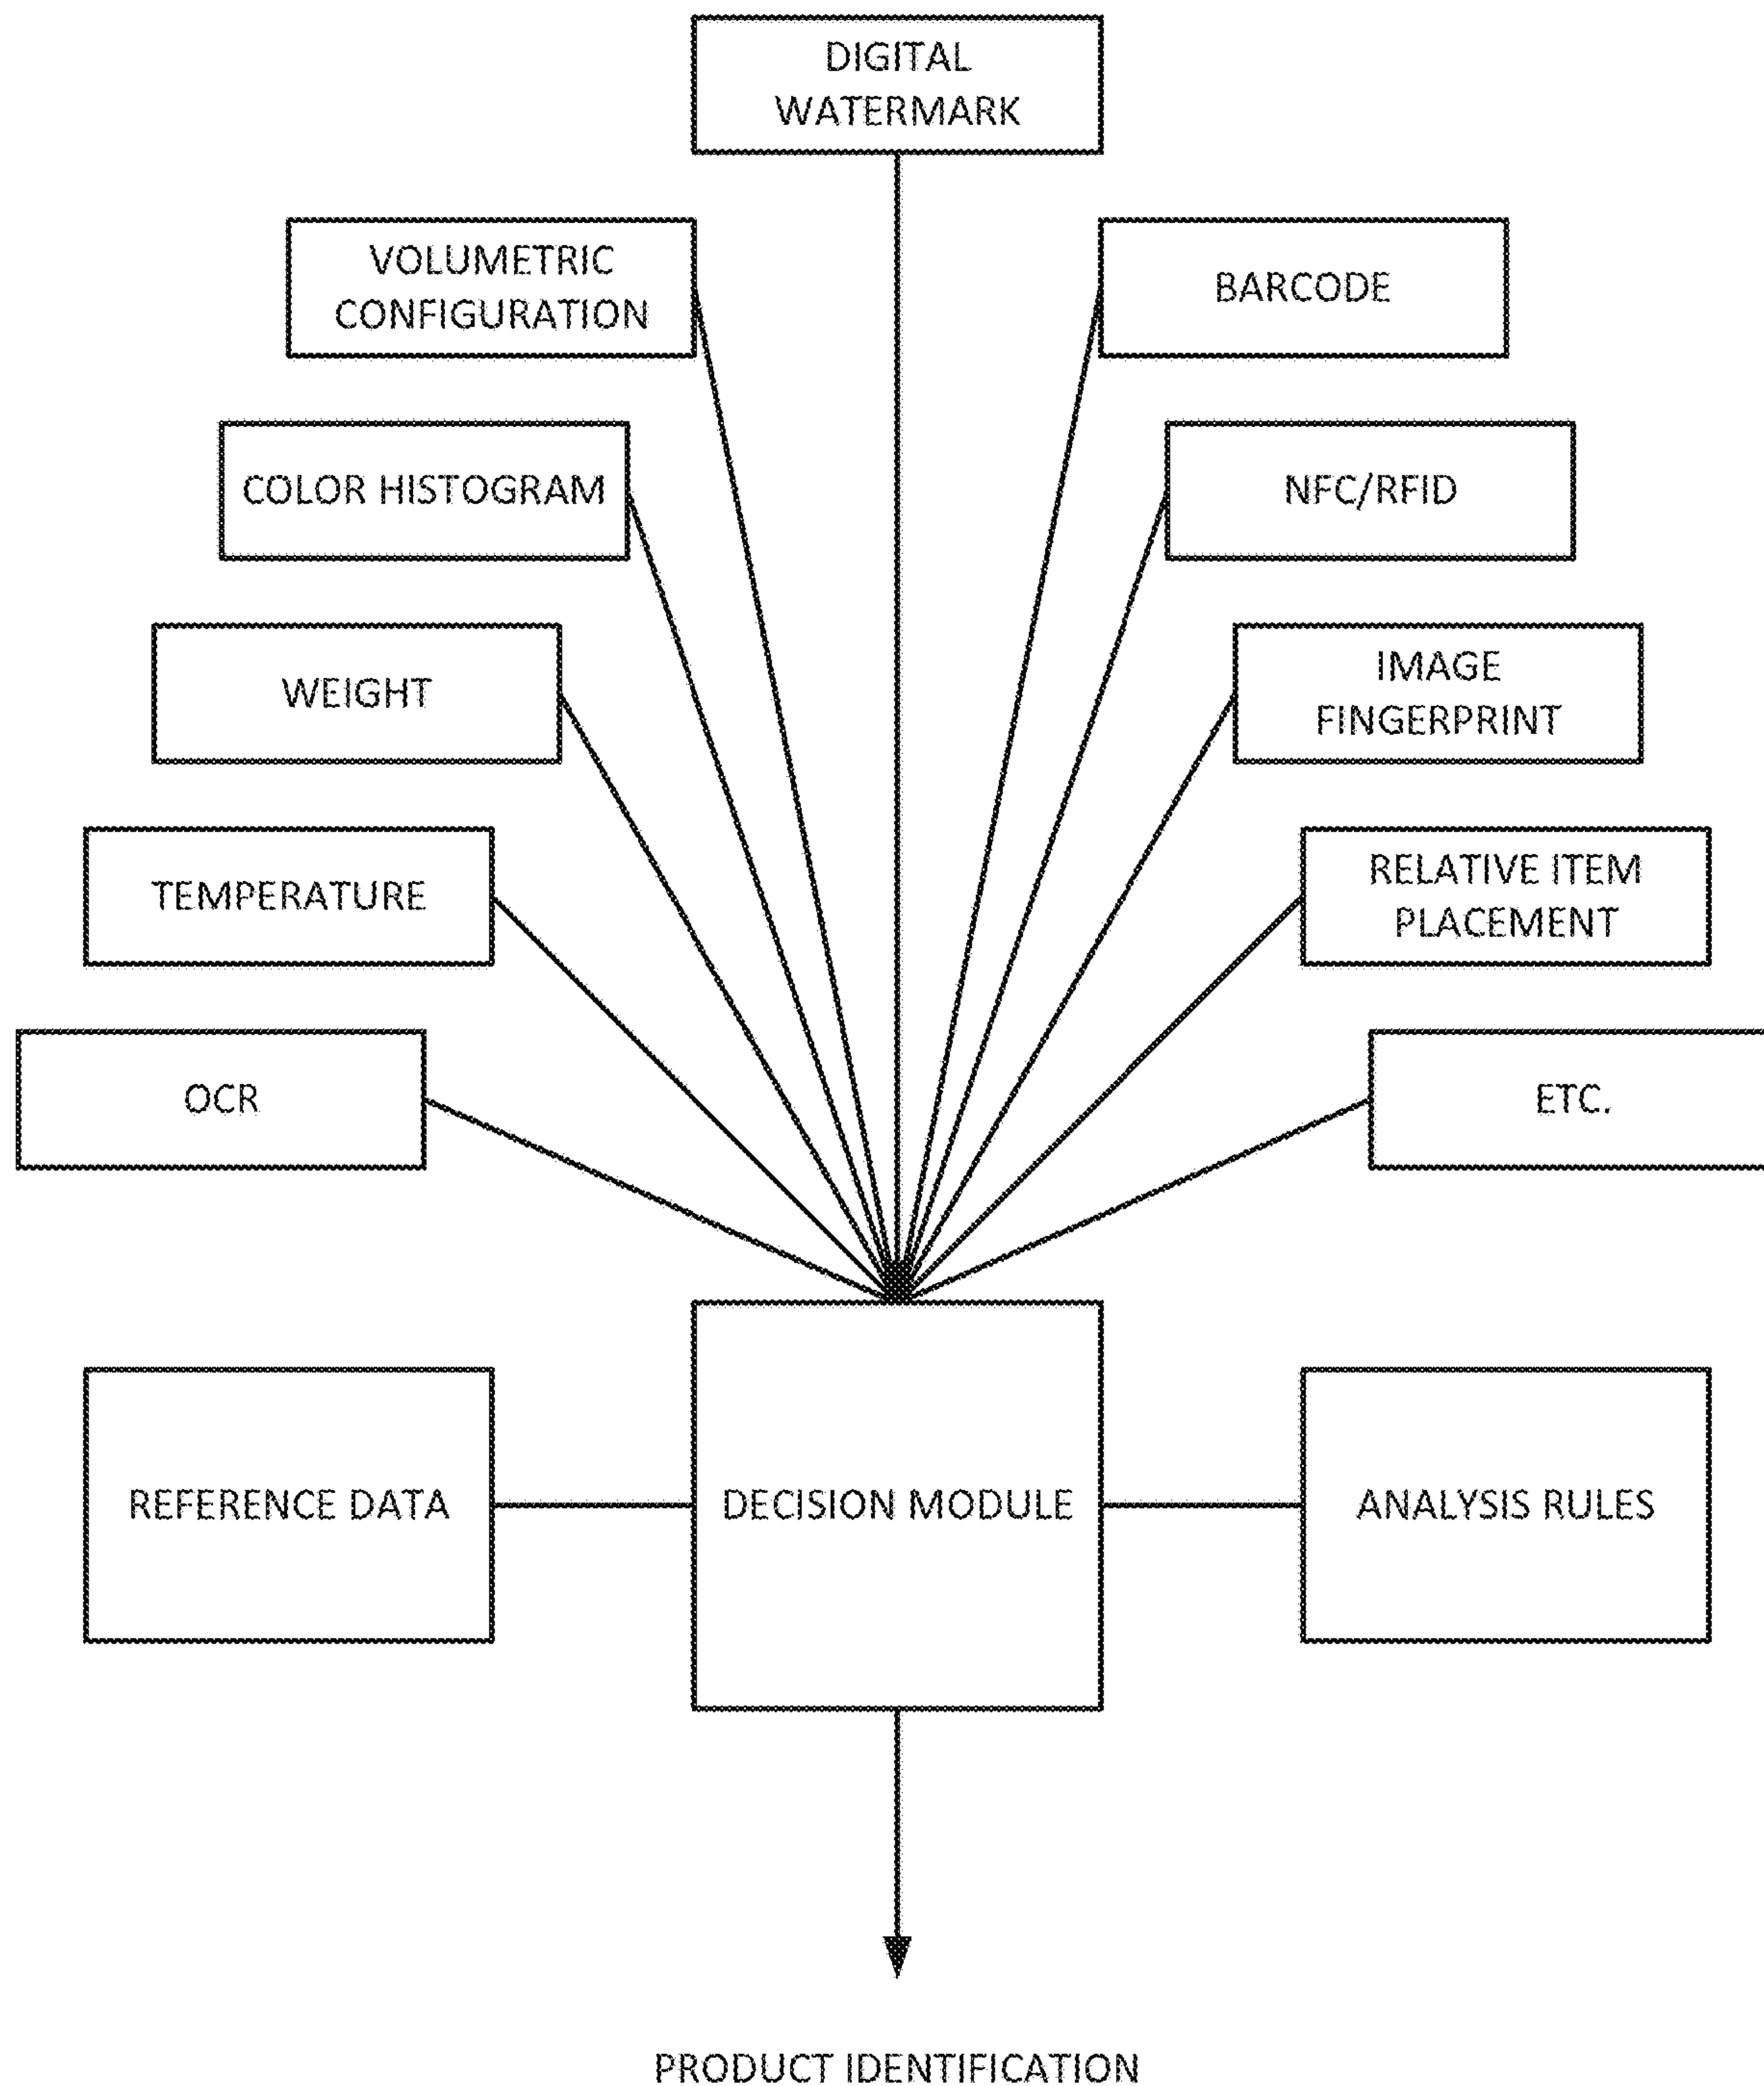 DIGITAL
WATERMARK
VOLUMETRIC
CONFIGURATION
BARCODE
COLOR HISTOGRAM
NFC/RFID
WEIGHT
IMAGE
FINGERPRINT
TEMPERATURE
RELATIVE ITEM
PLACEMENT
OCR
ETC.
REFERENCE DATA
DECISION MODULE
ANALYSIS RULES
PRODUCT IDENTIFICATION